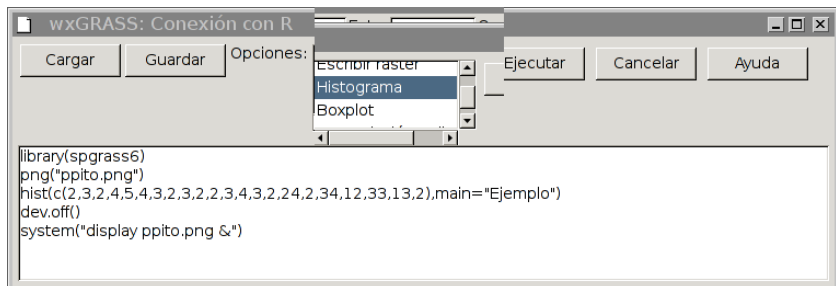 wxGRASS: Conexión con R
Cargar
Guardar
Opciones:
Escribir raster
Histograma
Boxplot
Ejecutar
Cancelar
Ayuda
library(spgrass6)
png("ppito.png")
hist(c(2,3,2,4,5,4,3,2,3,2,2,3,4,3,2,24,2,34,12,33,13,2),main="Ejemplo")
dev.off()
system("display ppito.png &")